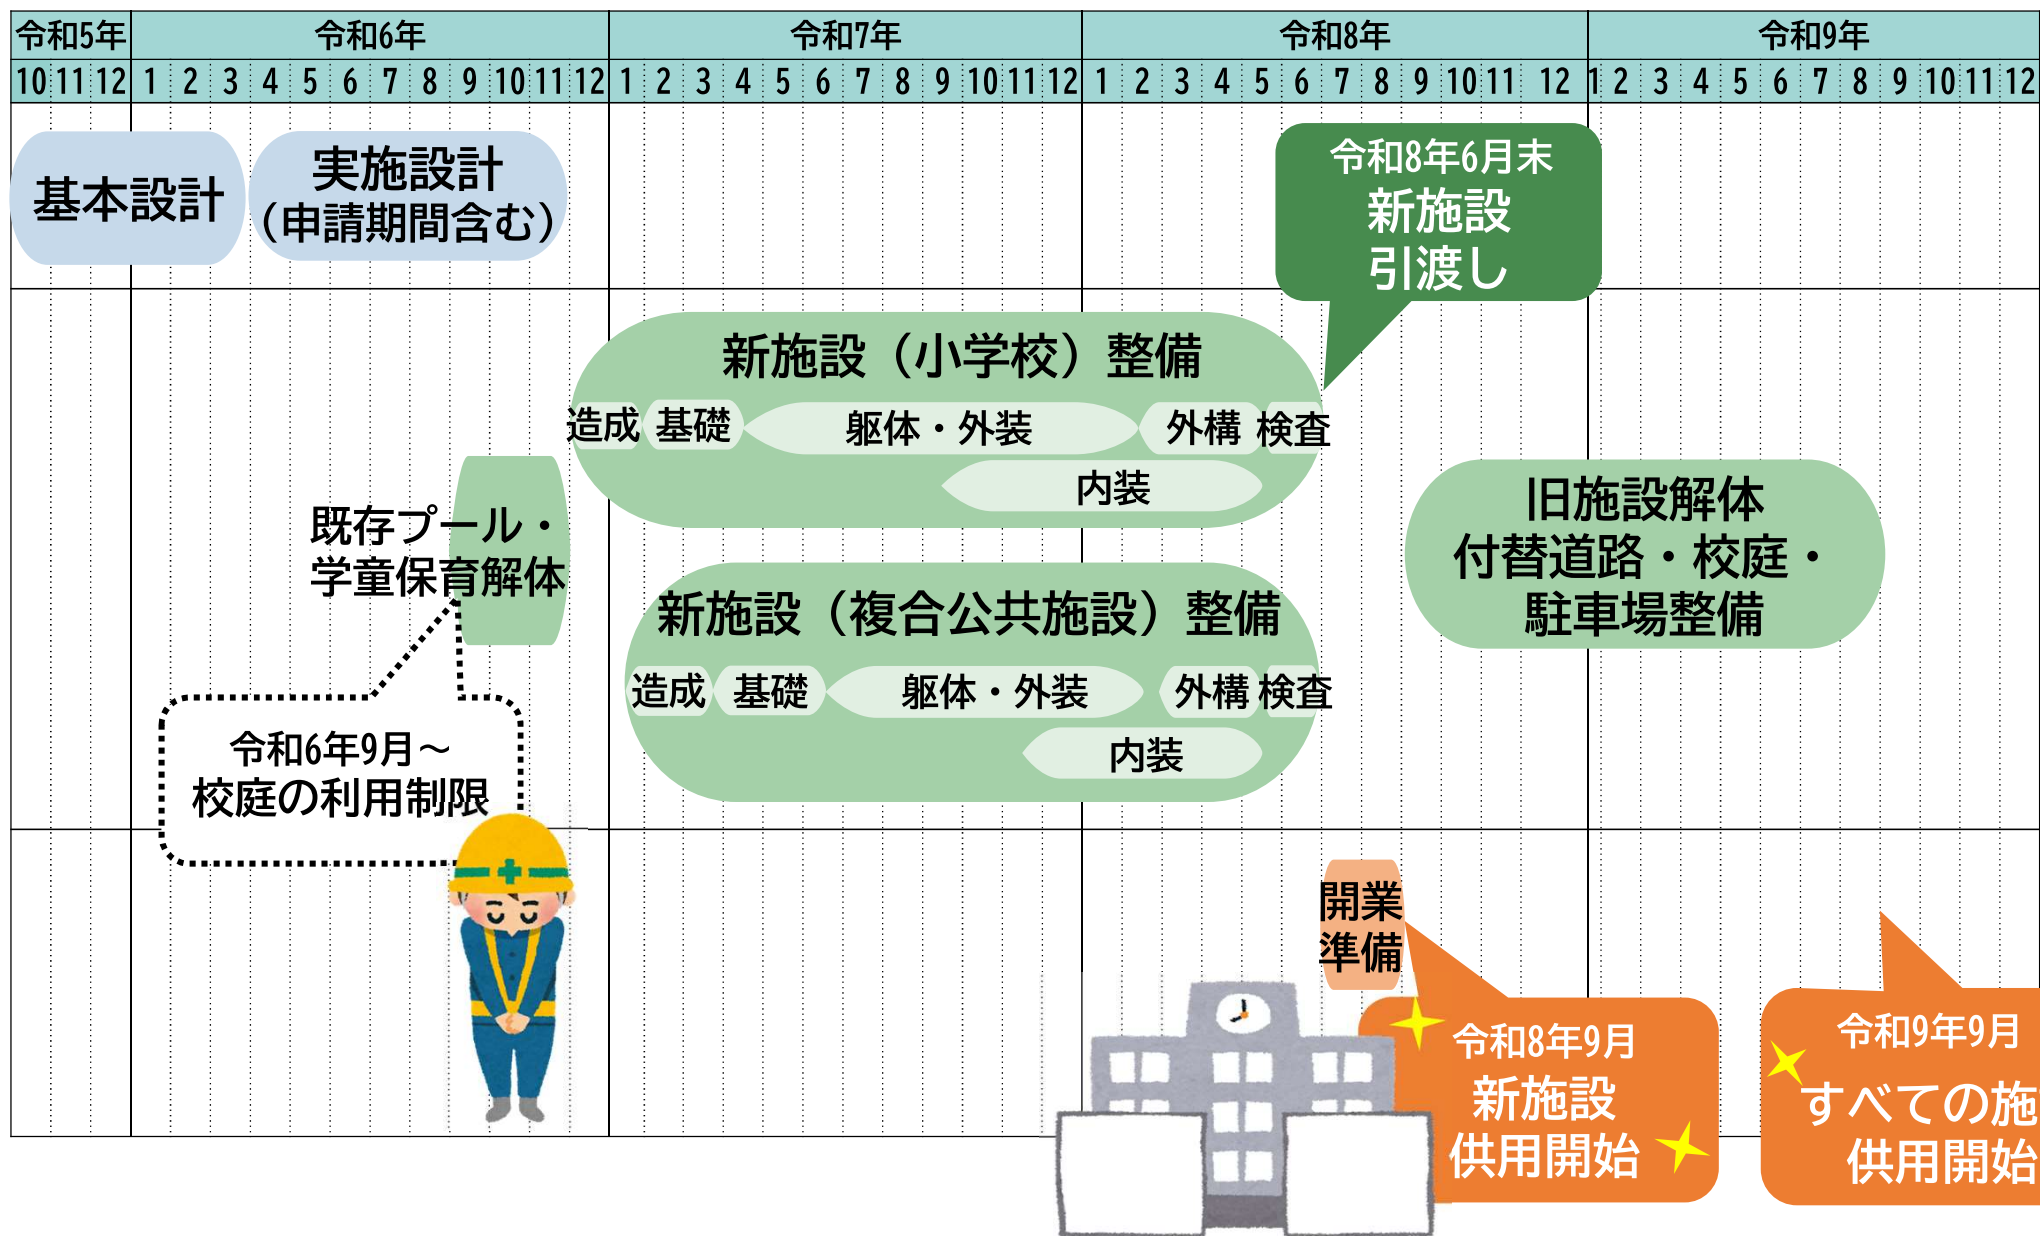 令和5年 令和6年 令和7年 令和8年 令和9年
10 11 12 1 2 3 4 5 6 7 8 9 10 11 12 1 2 3 4 5 6 7 8 9 10 11 12 1 2 3 4 5 6 7 8 9 10 11 12 1 2 3 4 5 6 7 8 9 10 11 12
基本設計
実施設計
（申請期間含む）
令和8年6月末
新施設
引渡し
新施設（小学校）整備
造成 基礎 躯体・外装 外構 検査
内装
既存プール・
学童保育解体
旧施設解体
付替道路・校庭・
駐車場整備
新施設（複合公共施設）整備
造成 基礎 躯体・外装 外構 検査
内装
令和6年9月～
校庭の利用制限
開業
準備
令和8年9月
新施設
供用開始
令和9年9月
すべての施
供用開始